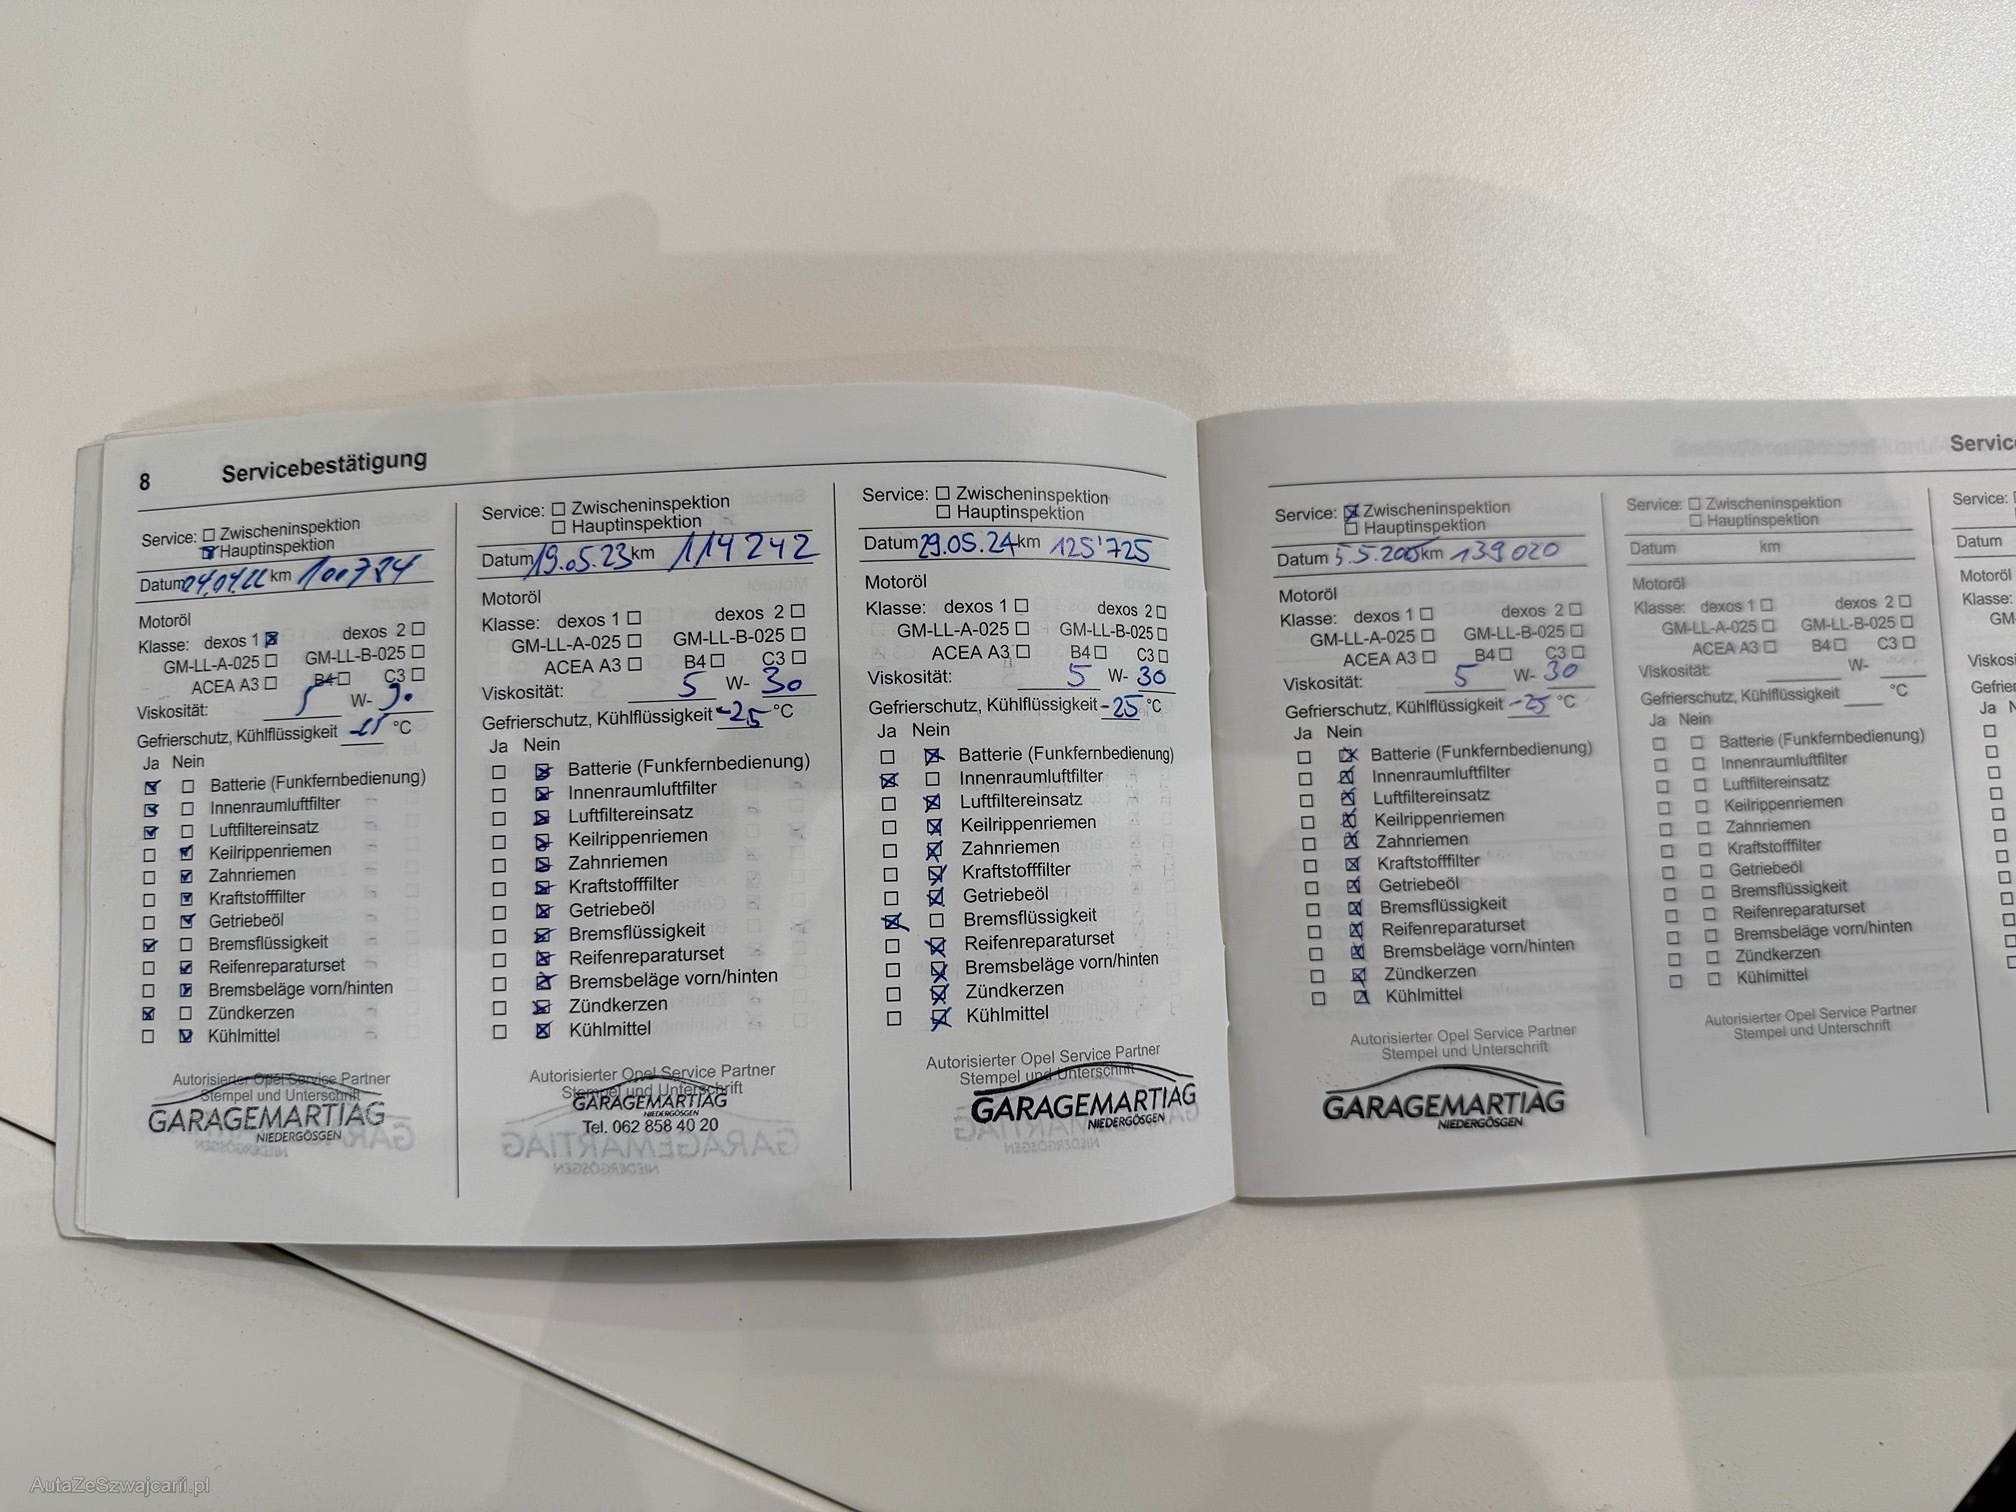 8 Servicebestätigung
Service: ☐ Zwischeninspektion
☒ Hauptinspektion
Datum km
Motoröl
Klasse: dexos 1 ☒ dexos 2 ☐
GM-LL-A-025 ☐ GM-LL-B-025 ☐
ACEA A3 ☐ B4 ☐ C3 ☐
Viskosität: 5 W-
Gefrierschutz, Kühlflüssigkeit °C
Ja Nein
☒ ☐ Batterie (Funkfernbedienung)
☒ ☐ Innenraumluftfilter
☒ ☐ Luftfiltereinsatz
☐ ☒ Keilrippenriemen
☐ ☒ Zahnriemen
☐ ☒ Kraftstofffilter
☐ ☒ Getriebeöl
☒ ☐ Bremsflüssigkeit
☐ ☒ Reifenreparaturset
☐ ☒ Bremsbeläge vorn/hinten
☒ ☐ Zündkerzen
☐ ☒ Kühlmittel
Autorisierter Opel Service Partner
Stempel und Unterschrift
GARAGEMARTIAG
NIEDERGÖSGEN
Service: ☐ Zwischeninspektion
☐ Hauptinspektion
Datum 19.05.23 km 114242
Motoröl
Klasse: dexos 1 ☐ dexos 2 ☐
GM-LL-A-025 ☐ GM-LL-B-025 ☐
ACEA A3 ☐ B4 ☐ C3 ☐
Viskosität: 5 W- 30
Gefrierschutz, Kühlflüssigkeit -25 °C
Ja Nein
☐ ☒ Batterie (Funkfernbedienung)
☐ ☒ Innenraumluftfilter
☐ ☒ Luftfiltereinsatz
☐ ☒ Keilrippenriemen
☐ ☒ Zahnriemen
☐ ☒ Kraftstofffilter
☐ ☒ Getriebeöl
☐ ☒ Bremsflüssigkeit
☐ ☒ Reifenreparaturset
☐ ☒ Bremsbeläge vorn/hinten
☐ ☒ Zündkerzen
☐ ☒ Kühlmittel
Autorisierter Opel Service Partner
Stempel und Unterschrift
GARAGEMARTIAG
NIEDERGÖSGEN
Tel. 062 858 40 20
Service: ☐ Zwischeninspektion
☐ Hauptinspektion
Datum 29.05.24 km 125'725
Motoröl
Klasse: dexos 1 ☐ dexos 2 ☐
GM-LL-A-025 ☐ GM-LL-B-025 ☐
ACEA A3 ☐ B4 ☐ C3 ☐
Viskosität: 5 W- 30
Gefrierschutz, Kühlflüssigkeit -25 °C
Ja Nein
☐ ☒ Batterie (Funkfernbedienung)
☒ ☐ Innenraumluftfilter
☐ ☒ Luftfiltereinsatz
☐ ☒ Keilrippenriemen
☐ ☒ Zahnriemen
☐ ☒ Kraftstofffilter
☐ ☒ Getriebeöl
☒ ☐ Bremsflüssigkeit
☐ ☒ Reifenreparaturset
☐ ☒ Bremsbeläge vorn/hinten
☐ ☒ Zündkerzen
☐ ☒ Kühlmittel
Autorisierter Opel Service Partner
Stempel und Unterschrift
GARAGEMARTIAG
NIEDERGÖSGEN
Service: ☒ Zwischeninspektion
☐ Hauptinspektion
Datum 5.5.2025 km 139020
Motoröl
Klasse: dexos 1 ☐ dexos 2 ☐
GM-LL-A-025 ☐ GM-LL-B-025 ☐
ACEA A3 ☐ B4 ☐ C3 ☐
Viskosität: 5 W- 30
Gefrierschutz, Kühlflüssigkeit -25 °C
Ja Nein
☐ ☒ Batterie (Funkfernbedienung)
☐ ☒ Innenraumluftfilter
☐ ☒ Luftfiltereinsatz
☐ ☒ Keilrippenriemen
☐ ☒ Zahnriemen
☐ ☒ Kraftstofffilter
☐ ☒ Getriebeöl
☐ ☒ Bremsflüssigkeit
☐ ☒ Reifenreparaturset
☐ ☒ Bremsbeläge vorn/hinten
☐ ☒ Zündkerzen
☐ ☒ Kühlmittel
Autorisierter Opel Service Partner
Stempel und Unterschrift
GARAGEMARTIAG
NIEDERGÖSGEN
Service: ☐ Zwischeninspektion
☐ Hauptinspektion
Datum km
Motoröl
Klasse: dexos 1 ☐ dexos 2 ☐
GM-LL-A-025 ☐ GM-LL-B-025 ☐
ACEA A3 ☐ B4 ☐ C3 ☐
Viskosität: W-
Gefrierschutz, Kühlflüssigkeit °C
Ja Nein
☐ ☐ Batterie (Funkfernbedienung)
☐ ☐ Innenraumluftfilter
☐ ☐ Luftfiltereinsatz
☐ ☐ Keilrippenriemen
☐ ☐ Zahnriemen
☐ ☐ Kraftstofffilter
☐ ☐ Getriebeöl
☐ ☐ Bremsflüssigkeit
☐ ☐ Reifenreparaturset
☐ ☐ Bremsbeläge vorn/hinten
☐ ☐ Zündkerzen
☐ ☐ Kühlmittel
Autorisierter Opel Service Partner
Stempel und Unterschrift
Service:
Datum
Motoröl
Klasse:
Ja
AutaZeSzwajcarii.pl